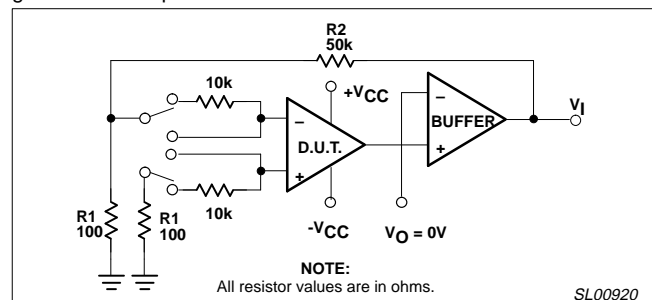 R2
50k
10k
+VCC
VI
−
D.U.T.
+
−
BUFFER
+
R1
100
R1
100
10k
-VCC
VO = 0V
NOTE:
All resistor values are in ohms.
SL00920